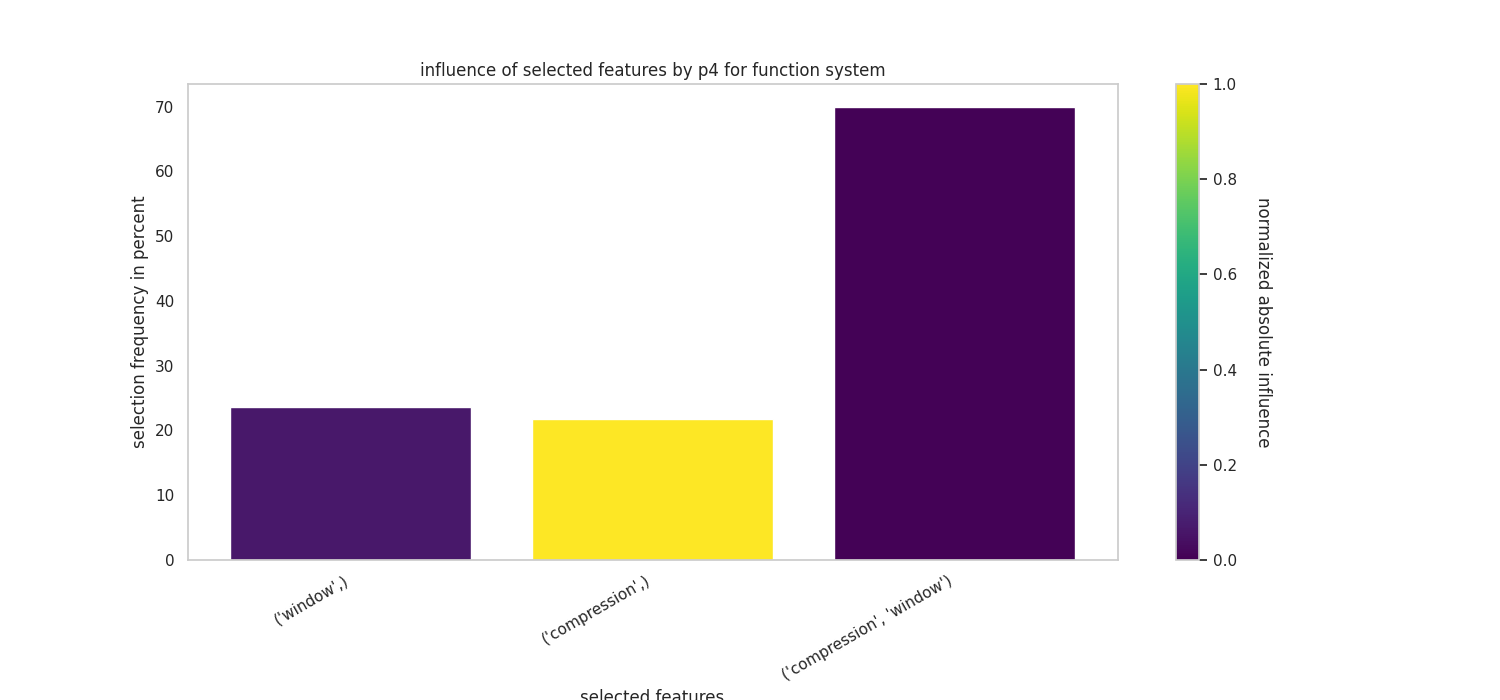 influence of selected features by p4 for function system
selection frequency in percent
70
60
50
40
30
20
10
0
('window',)
('compression',)
('compression', 'window')
selected features
1.0
0.8
0.6
0.4
0.2
0.0
normalized absolute influence